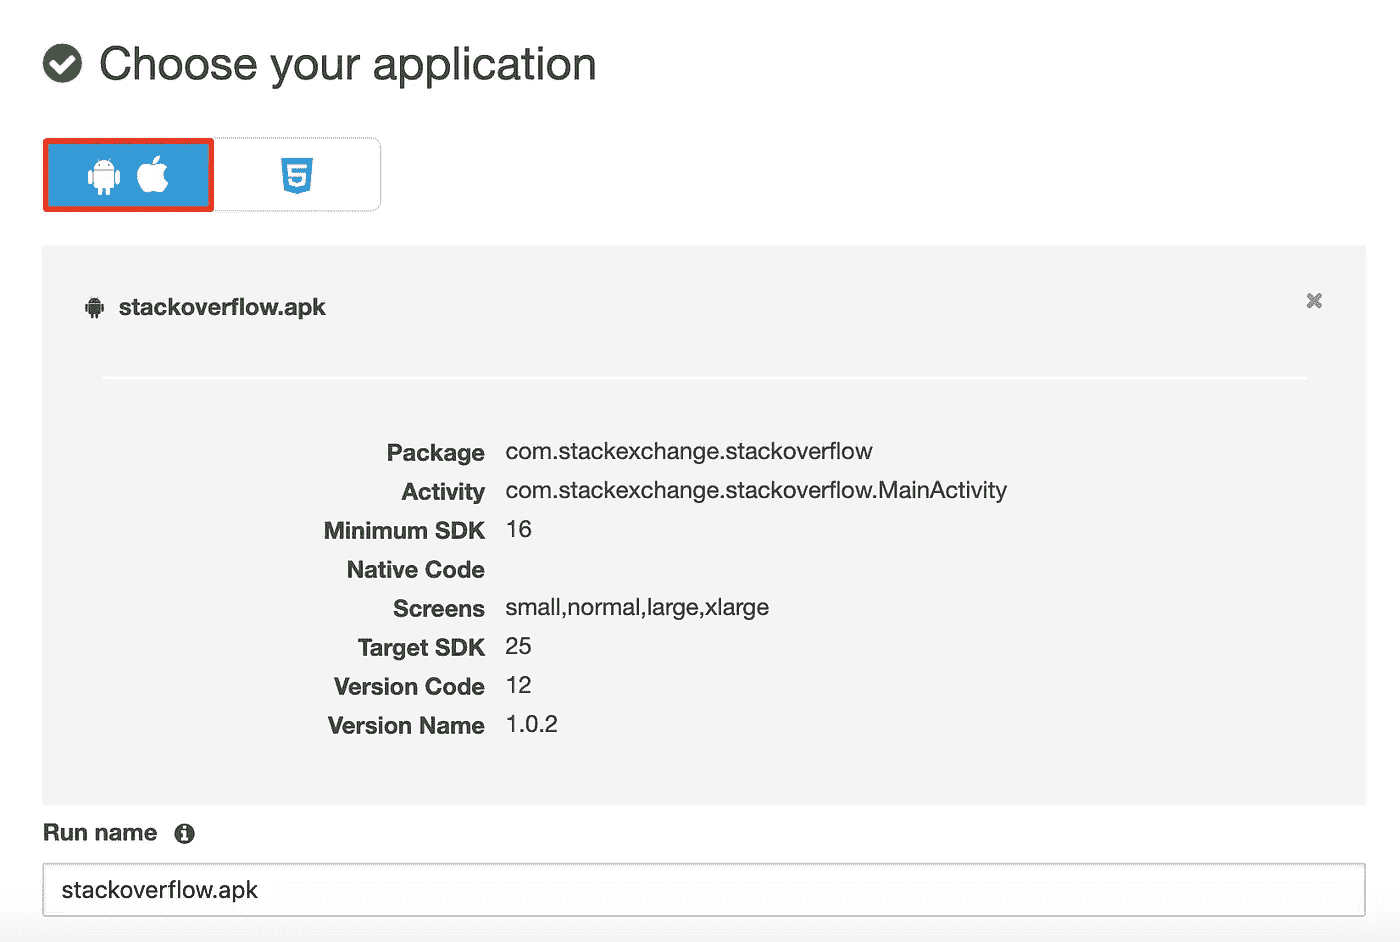 Choose your application
stackoverflow.apk
Package com.stackexchange.stackoverflow
Activity com.stackexchange.stackoverflow.MainActivity
Minimum SDK 16
Native Code
Screens small,normal,large,xlarge
Target SDK 25
Version Code 12
Version Name 1.0.2
Run name
stackoverflow.apk